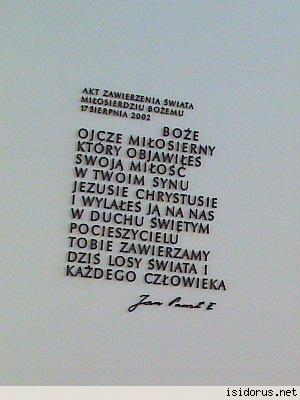 AKT ZAWIERZENIA ŚWIATA
MIŁOSIERDZIU BOŻEMU
17 SIERPNIA 2002
BOŻE
OJCZE MIŁOSIERNY
KTÓRY OBJAWIŁEŚ
SWOJĄ MIŁOŚĆ
W TWOIM SYNU
JEZUSIE CHRYSTUSIE
I WYLAŁEŚ JĄ NA NAS
W DUCHU ŚWIĘTYM
POCIESZYCIELU
TOBIE ZAWIERZAMY
DZIŚ LOSY ŚWIATA I
KAŻDEGO CZŁOWIEKA
Jan Paweł II
isidorus.net